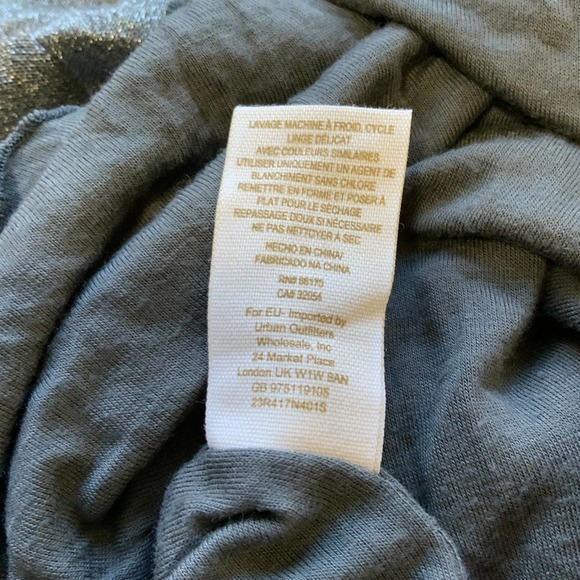 LAVAGE MACHINE À FROID, CYCLE
LINGE DÉLICAT
AVEC COULEURS SIMILAIRES
UTILISER UNIQUEMENT UN AGENT DE
BLANCHIMENT SANS CHLORE
REMETTRE EN FORME ET POSER À
PLAT POUR LE SÉCHAGE
REPASSAGE DOUX SI NÉCESSAIRE
NE PAS NETTOYER À SEC
HECHO EN CHINA/
FABRICADO NA CHINA
RN# 66170
CA# 32954
For EU- Imported by
Urban Outfitters
Wholesale, Inc
24 Market Place
London UK W1W 8AN
GB 975119105
23R417N401S